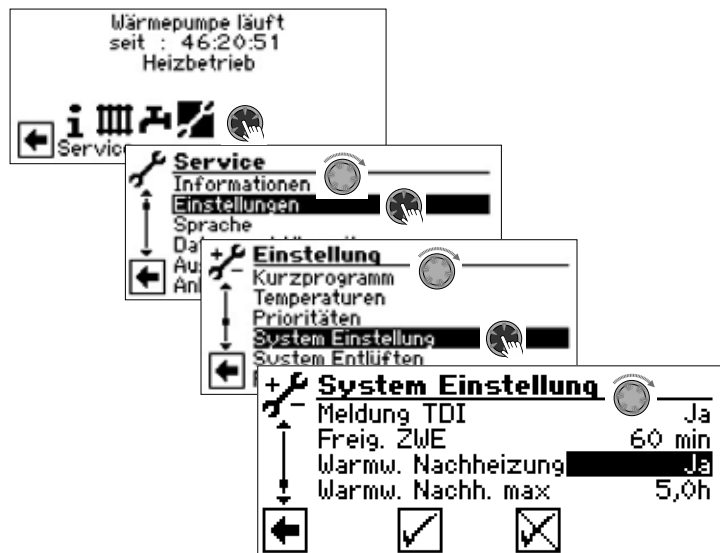 Wärmepumpe läuft
seit : 46:20:51
Heizbetrieb
Service
Service
Informationen
Einstellungen
Sprache
Einstellung
Kurzprogramm
Temperaturen
Prioritäten
System Einstellung
System Entlüften
System Einstellung
Meldung TDI Ja
Freig. ZWE 60 min
Warmw. Nachheizung Ja
Warmw. Nachh. max 5,0h